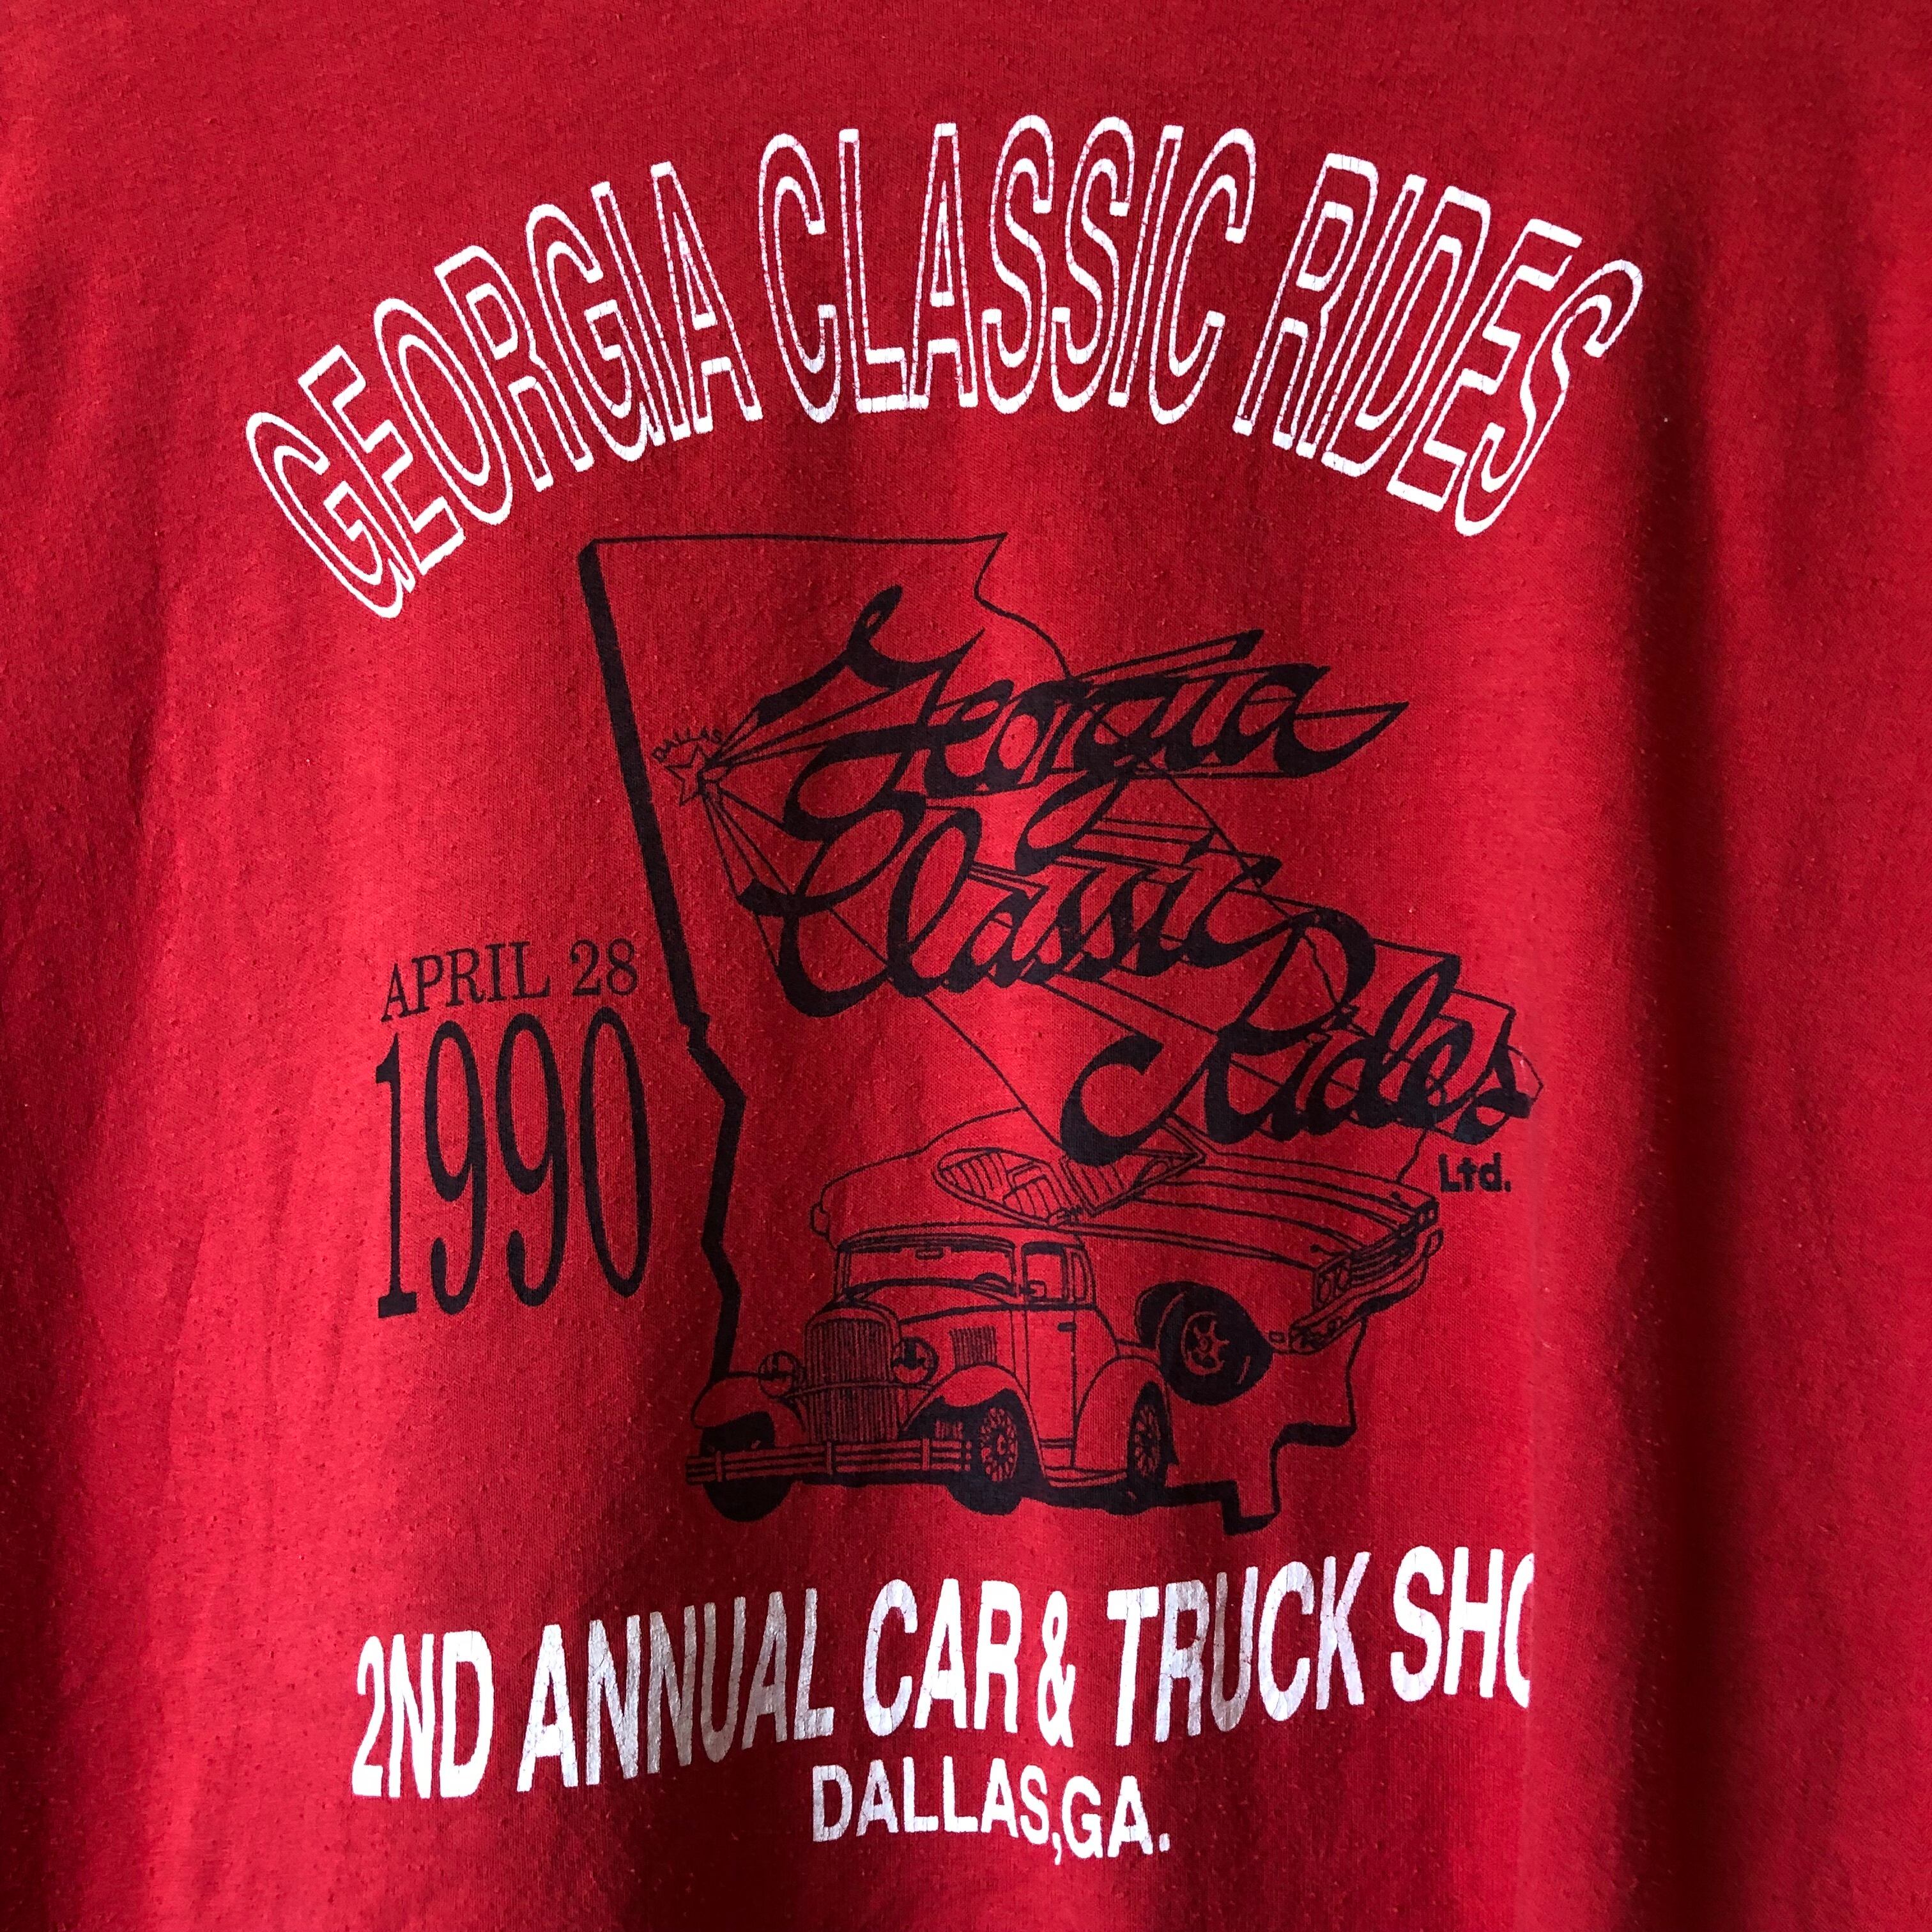 GEORGIA CLASSIC RIDES
DALLAS
Georgia
Classic
Rides
Ltd.
APRIL 28
1990
2ND ANNUAL CAR & TRUCK SHO
DALLAS,GA.